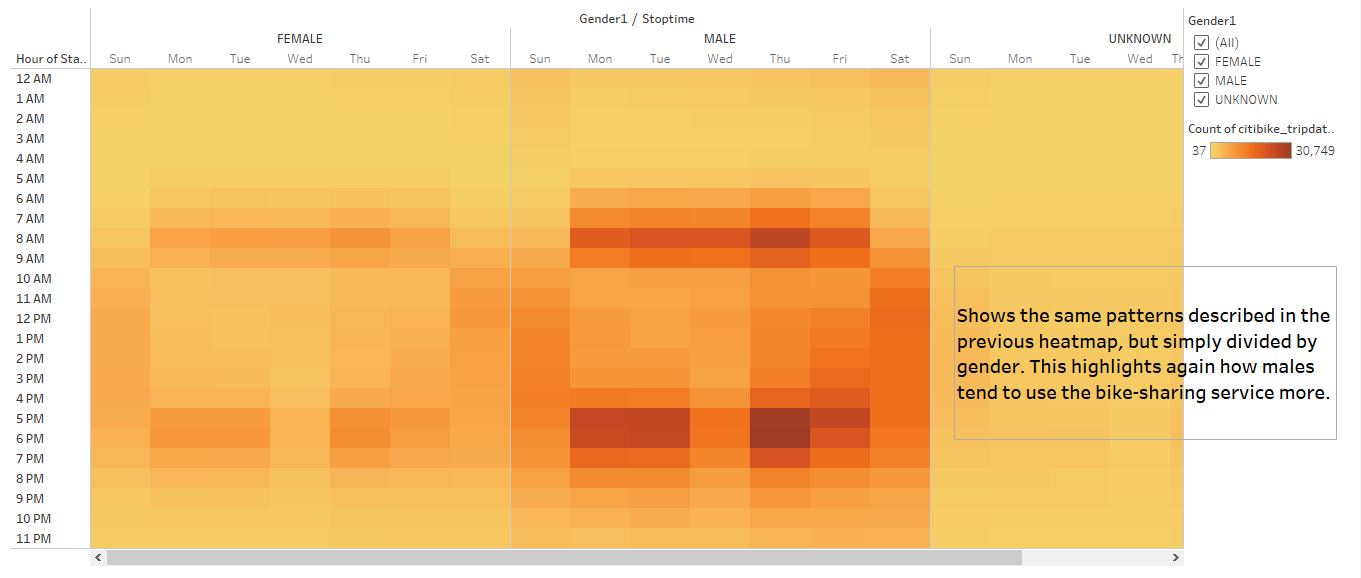 Gender1 / Stoptime
FEMALE MALE UNKNOWN
Hour of Sta.. Sun Mon Tue Wed Thu Fri Sat Sun Mon Tue Wed Thu Fri Sat Sun Mon Tue Wed Th
12 AM
1 AM
2 AM
3 AM
4 AM
5 AM
6 AM
7 AM
8 AM
9 AM
10 AM
11 AM
12 PM
1 PM
2 PM
3 PM
4 PM
5 PM
6 PM
7 PM
8 PM
9 PM
10 PM
11 PM
Shows the same patterns described in the
previous heatmap, but simply divided by
gender. This highlights again how males
tend to use the bike-sharing service more.
Gender1
(All)
FEMALE
MALE
UNKNOWN
Count of citibike_tripdat..
37 30,749